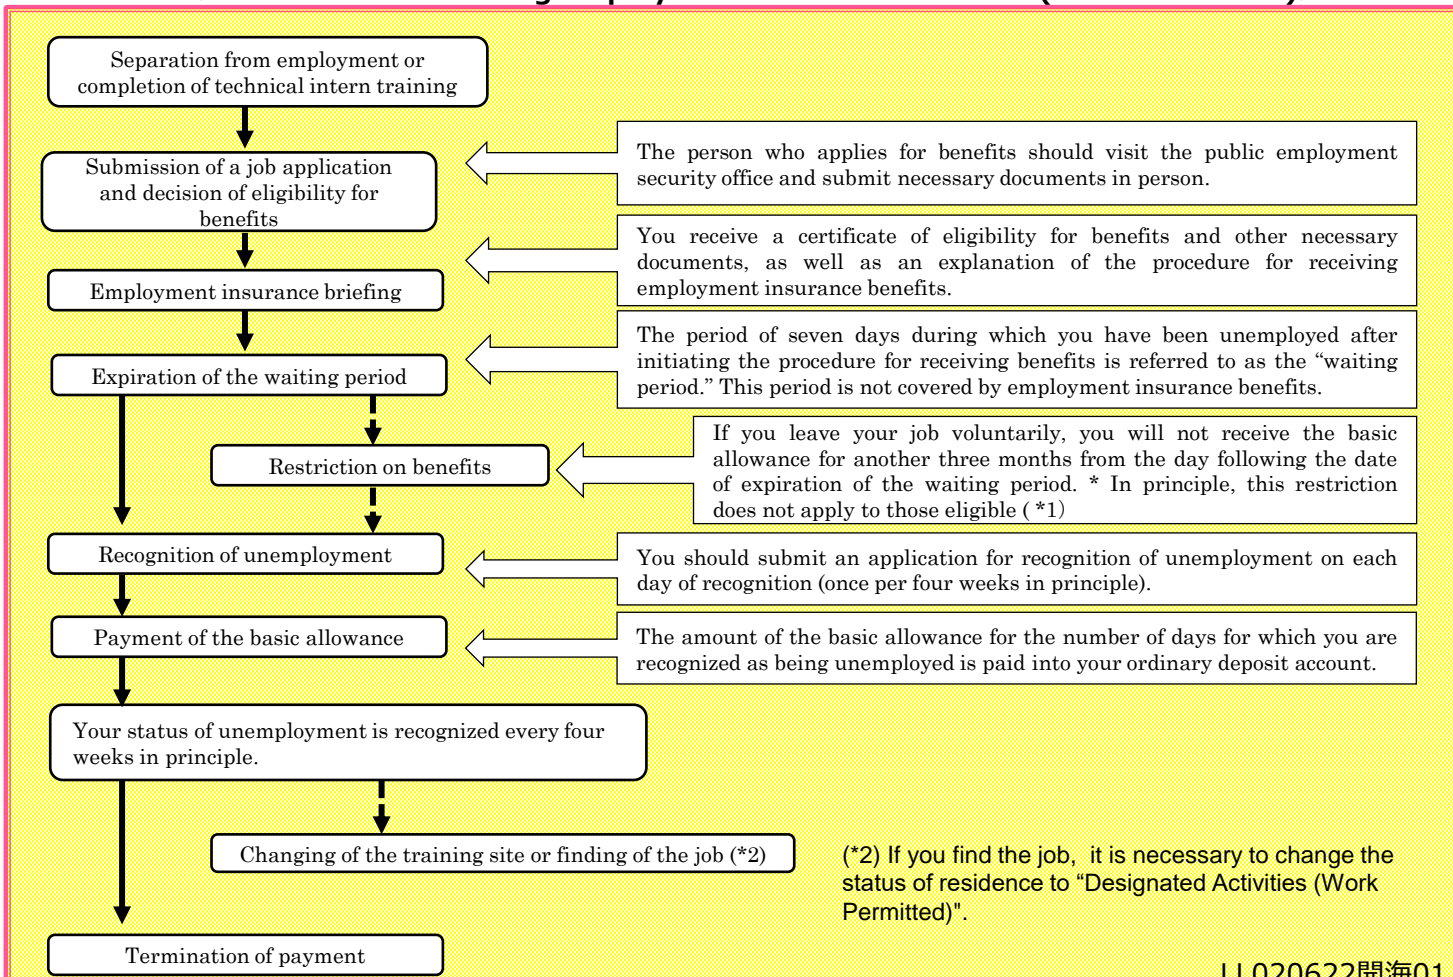 Separation from employment or
completion of technical intern training
Submission of a job application
and decision of eligibility for
benefits
The person who applies for benefits should visit the public employment
security office and submit necessary documents in person.
Employment insurance briefing
You receive a certificate of eligibility for benefits and other necessary
documents, as well as an explanation of the procedure for receiving
employment insurance benefits.
Expiration of the waiting period
The period of seven days during which you have been unemployed after
initiating the procedure for receiving benefits is referred to as the “waiting
period.” This period is not covered by employment insurance benefits.
Restriction on benefits
If you leave your job voluntarily, you will not receive the basic
allowance for another three months from the day following the date
of expiration of the waiting period. * In principle, this restriction
does not apply to those eligible ( *1)
Recognition of unemployment
You should submit an application for recognition of unemployment on each
day of recognition (once per four weeks in principle).
Payment of the basic allowance
The amount of the basic allowance for the number of days for which you are
recognized as being unemployed is paid into your ordinary deposit account.
Your status of unemployment is recognized every four
weeks in principle.
Changing of the training site or finding of the job (*2)
(*2) If you find the job, it is necessary to change the
status of residence to “Designated Activities (Work
Permitted)".
Termination of payment
LL020622開海01